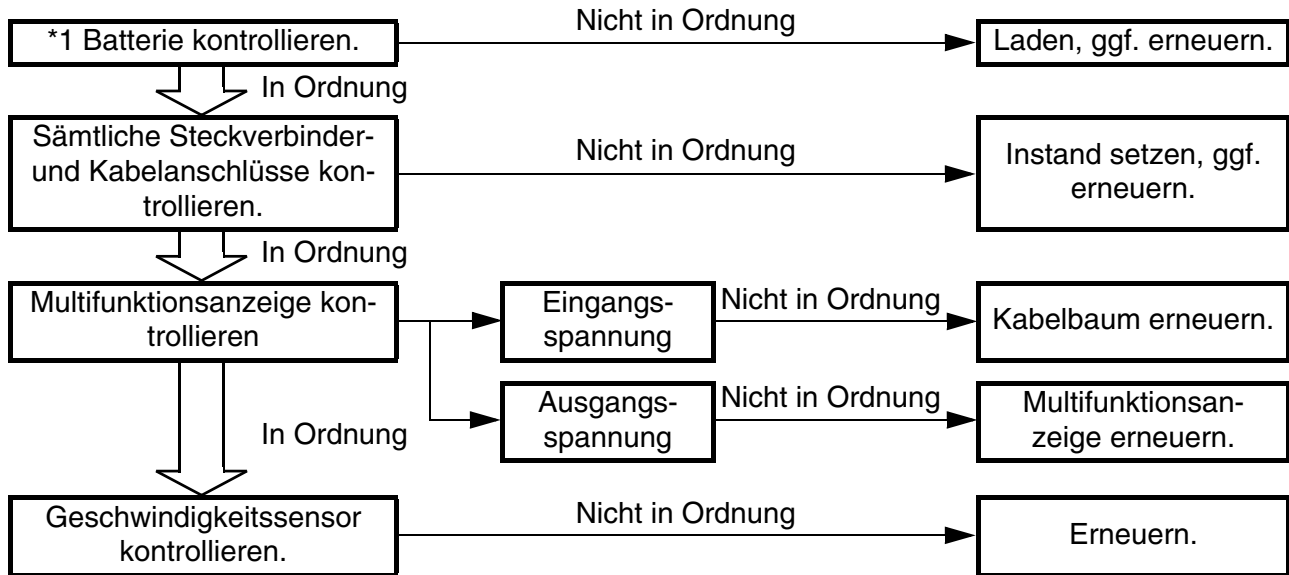 *1 Batterie kontrollieren.
Nicht in Ordnung
Laden, ggf. erneuern.
In Ordnung
Sämtliche Steckverbinder-
und Kabelanschlüsse kon-
trollieren.
Nicht in Ordnung
Instand setzen, ggf.
erneuern.
In Ordnung
Multifunktionsanzeige kon-
trollieren
Eingangs-
spannung
Nicht in Ordnung
Kabelbaum erneuern.
Ausgangs-
spannung
Nicht in Ordnung
Multifunktionsan-
zeige erneuern.
In Ordnung
Geschwindigkeitssensor
kontrollieren.
Nicht in Ordnung
Erneuern.